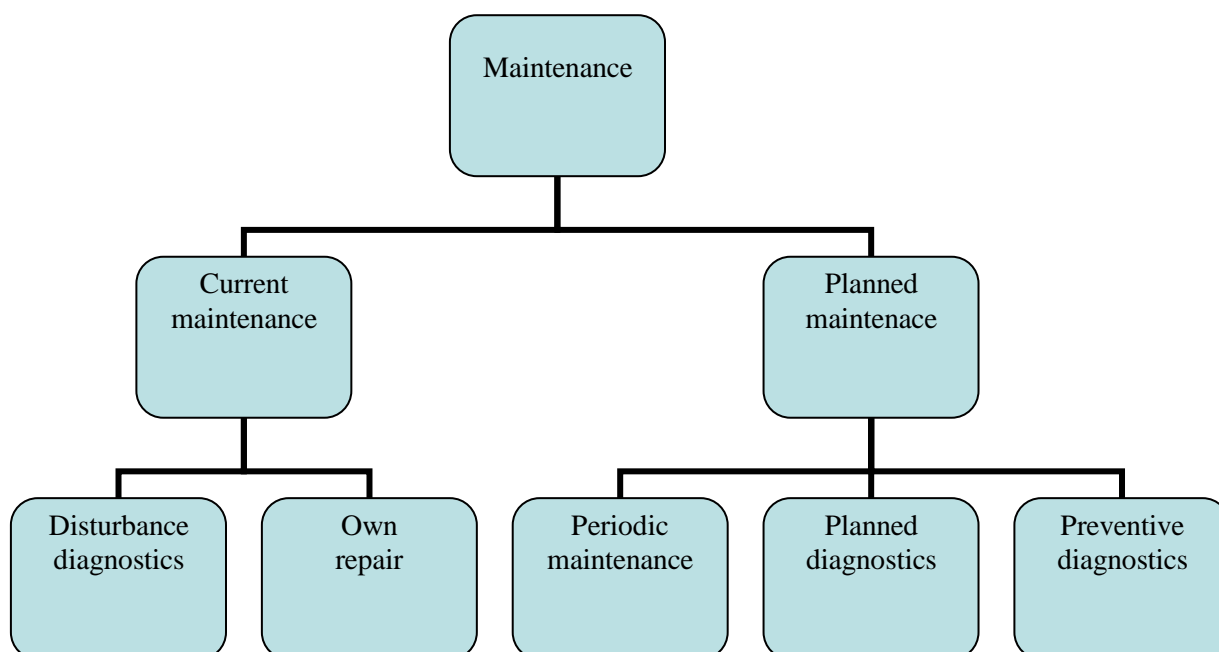 Maintenance
Current
maintenance
Planned
maintenace
Disturbance
diagnostics
Own
repair
Periodic
maintenance
Planned
diagnostics
Preventive
diagnostics